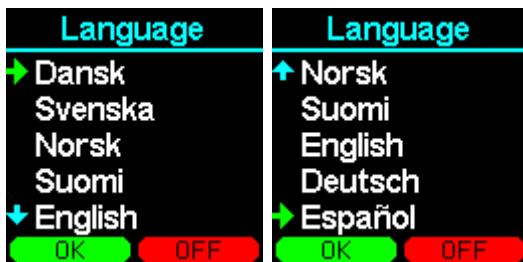 Language
Dansk
Svenska
Norsk
Suomi
English
OK OFF
Language
Norsk
Suomi
English
Deutsch
Español
OK OFF